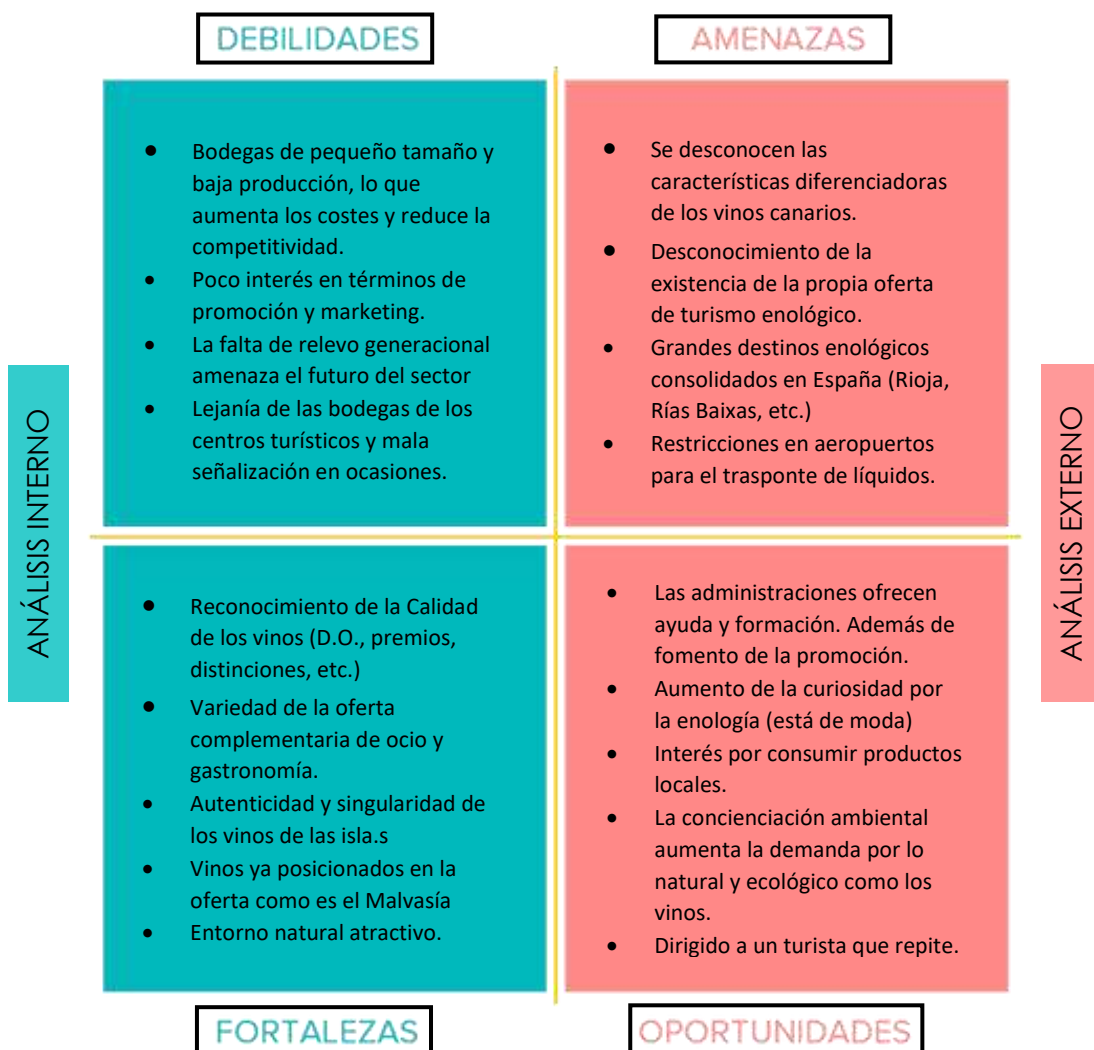 DEBILIDADES
AMENAZAS
• Bodegas de pequeño tamaño y
baja producción, lo que
aumenta los costes y reduce la
competitividad.
• Poco interés en términos de
promoción y marketing.
• La falta de relevo generacional
amenaza el futuro del sector
• Lejanía de las bodegas de los
centros turísticos y mala
señalización en ocasiones.
• Se desconocen las
características diferenciadoras
de los vinos canarios.
• Desconocimiento de la
existencia de la propia oferta
de turismo enológico.
• Grandes destinos enológicos
consolidados en España (Rioja,
Rías Baixas, etc.)
• Restricciones en aeropuertos
para el trasponte de líquidos.
ANÁLISIS INTERNO
ANÁLISIS EXTERNO
• Reconocimiento de la Calidad
de los vinos (D.O., premios,
distinciones, etc.)
• Variedad de la oferta
complementaria de ocio y
gastronomía.
• Autenticidad y singularidad de
los vinos de las isla.s
• Vinos ya posicionados en la
oferta como es el Malvasía
• Entorno natural atractivo.
• Las administraciones ofrecen
ayuda y formación. Además de
fomento de la promoción.
• Aumento de la curiosidad por
la enología (está de moda)
• Interés por consumir productos
locales.
• La concienciación ambiental
aumenta la demanda por lo
natural y ecológico como los
vinos.
• Dirigido a un turista que repite.
FORTALEZAS
OPORTUNIDADES